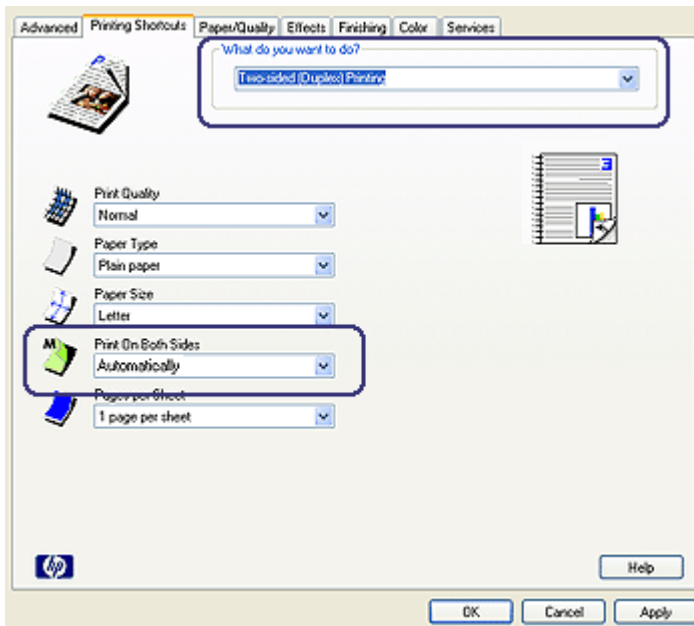 Advanced Printing Shortcuts Paper/Quality Effects Finishing Color Services
What do you want to do?
Two-sided (Duplex) Printing
Print Quality
Normal
Paper Type
Plain paper
Paper Size
Letter
Print On Both Sides
Automatically
Pages per Sheet
1 page per sheet
hp
Help
OK Cancel Apply